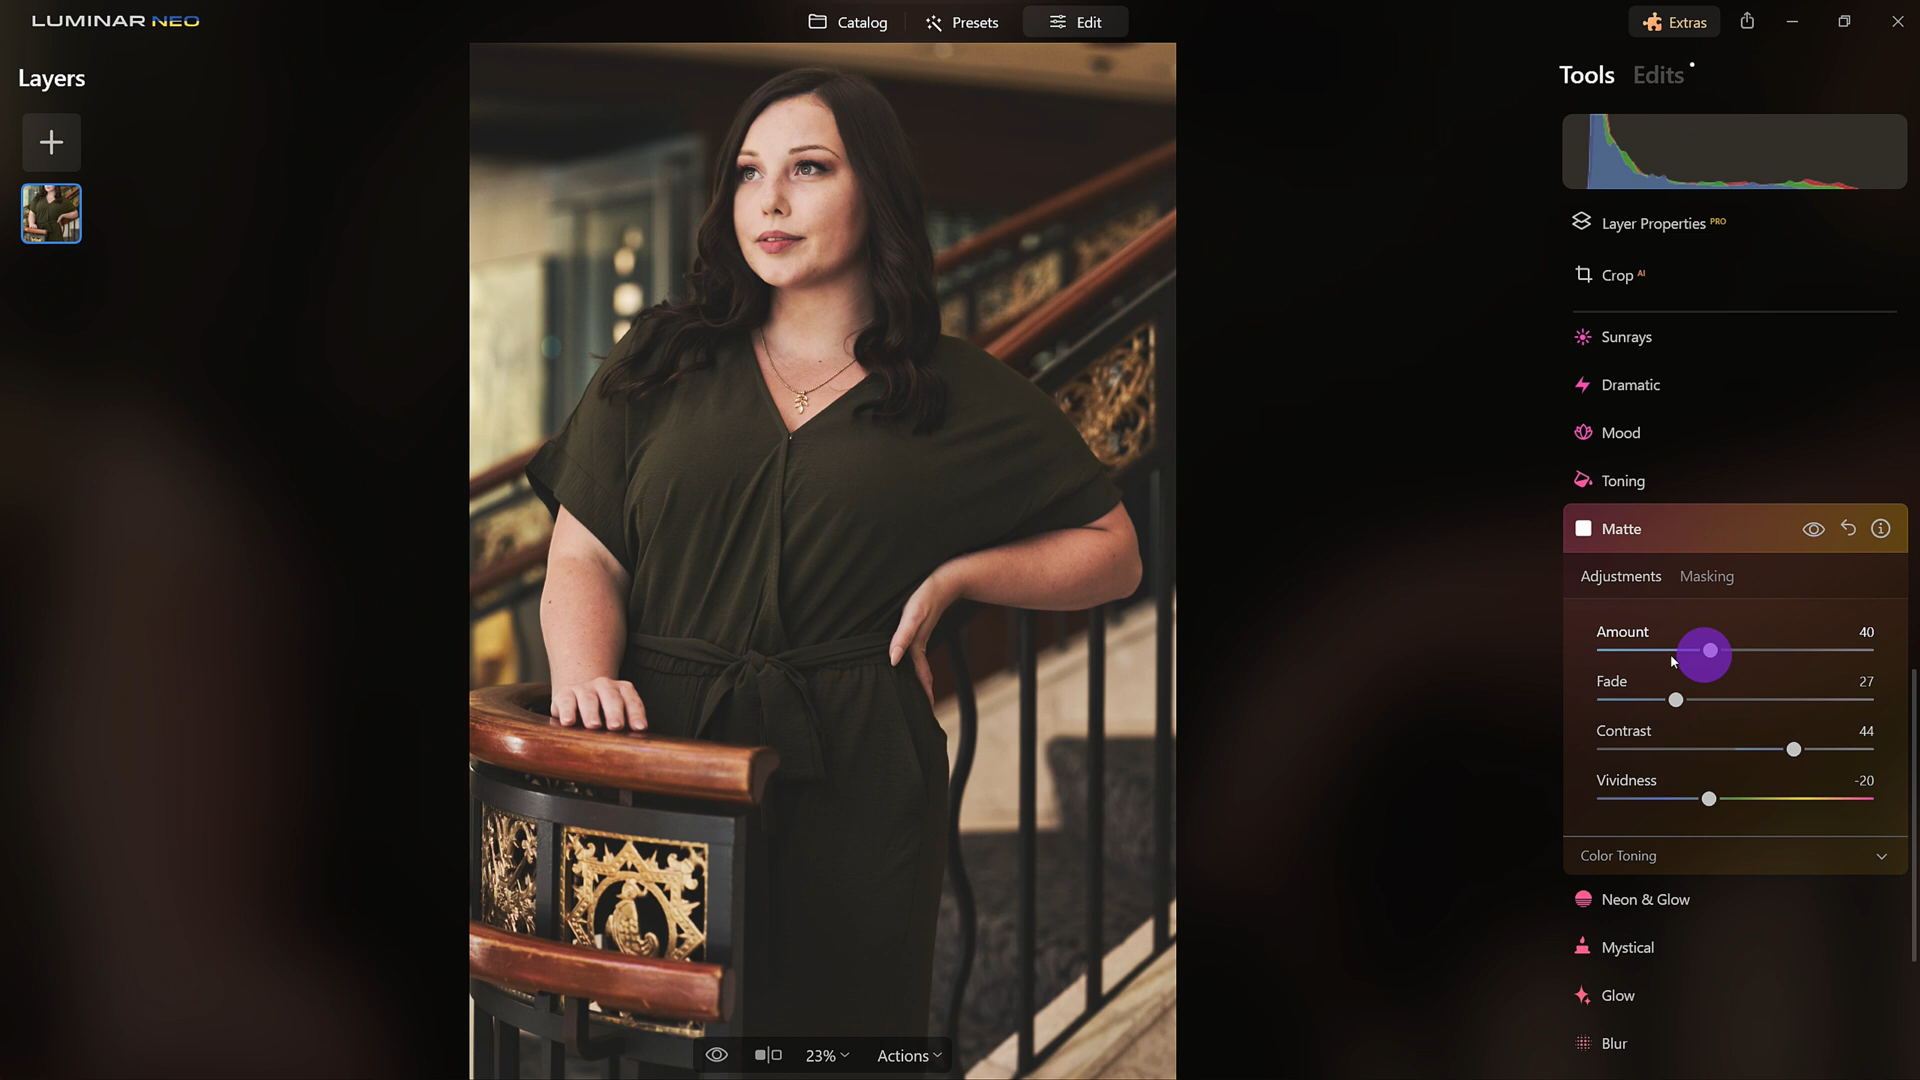 LUMINAR NEO
Catalog
Presets
Edit
Extras
Layers
Tools Edits
Layer Properties PRO
Crop AI
Sunrays
Dramatic
Mood
Toning
Matte
Adjustments Masking
Amount 40
Fade 27
Contrast 44
Vividness -20
Color Toning
Neon & Glow
Mystical
Glow
Blur
23%
Actions